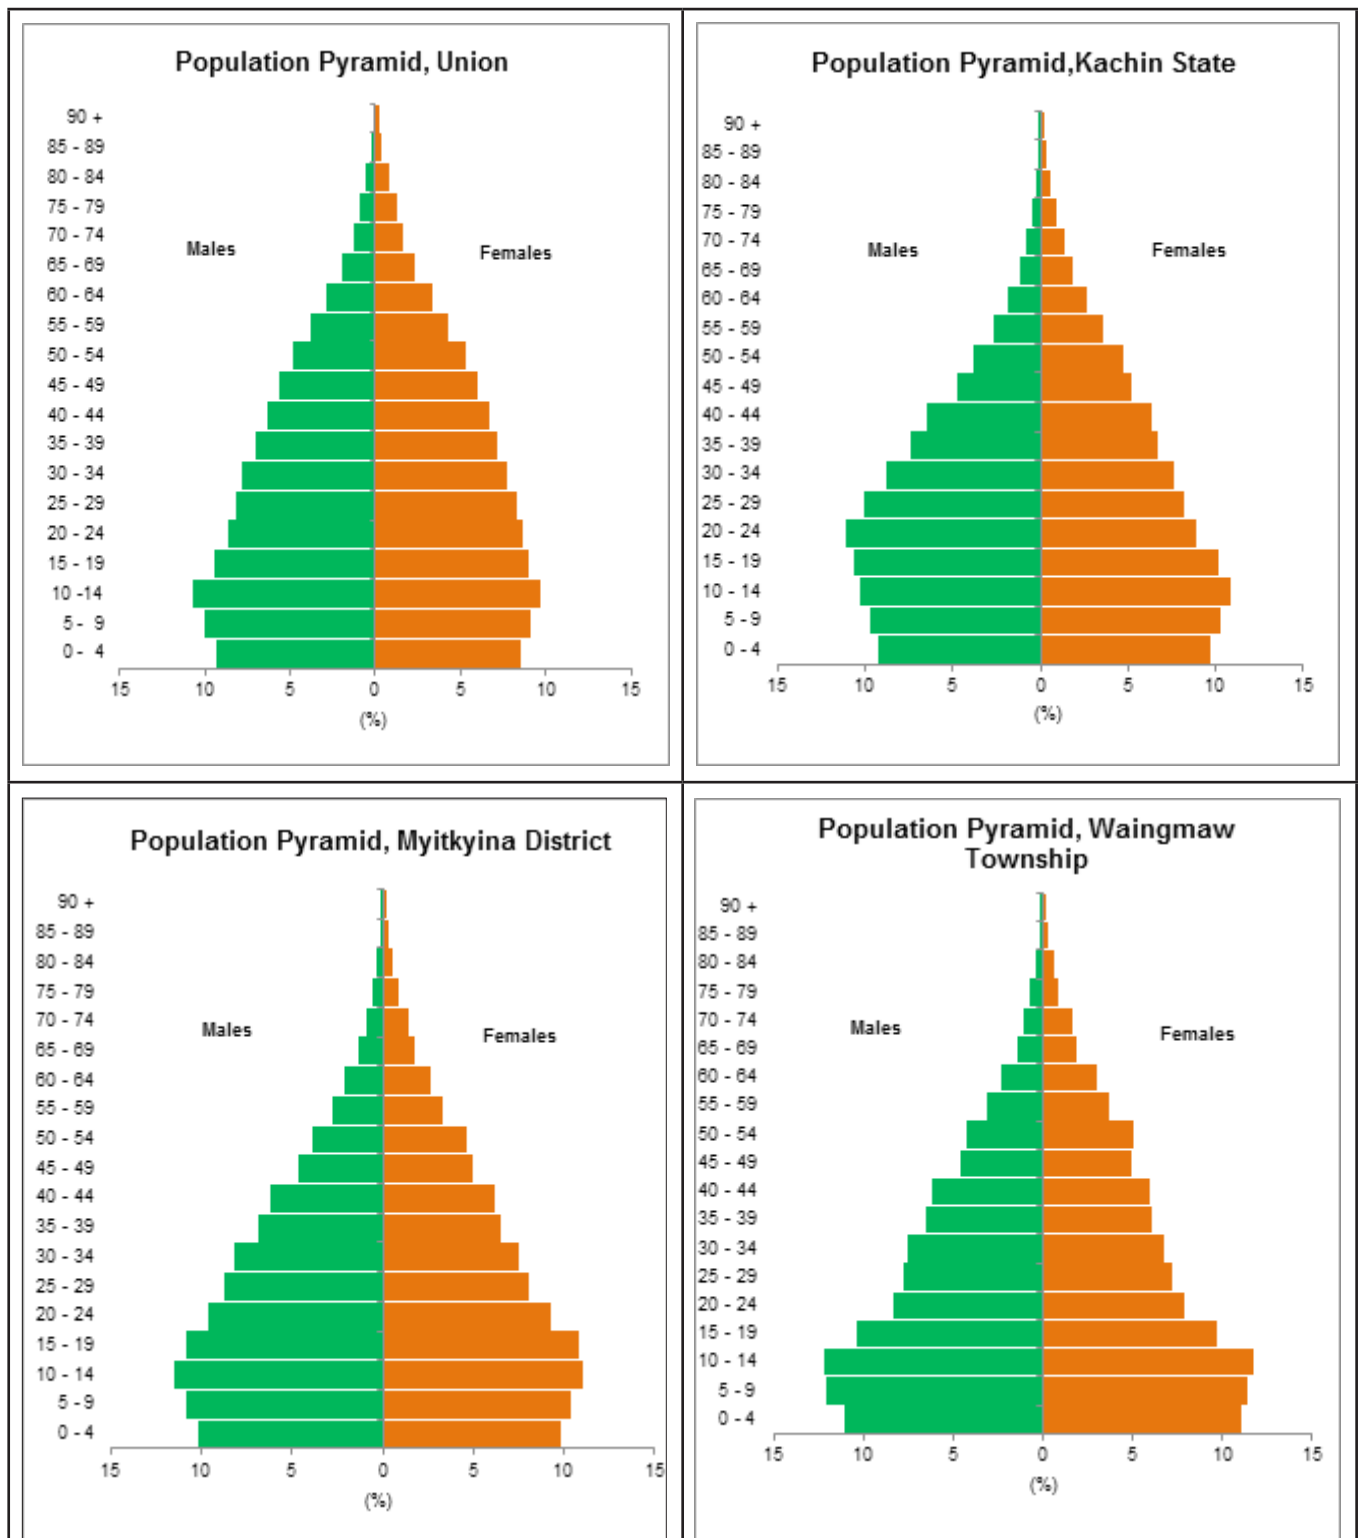 Population Pyramid, Union
90 +
85 - 89
80 - 84
75 - 79
70 - 74
65 - 69
60 - 64
55 - 59
50 - 54
45 - 49
40 - 44
35 - 39
30 - 34
25 - 29
20 - 24
15 - 19
10 -14
5 - 9
0 - 4
Males
Females
15 10 5 0 5 10 15
(%)
Population Pyramid,Kachin State
90 +
85 - 89
80 - 84
75 - 79
70 - 74
65 - 69
60 - 64
55 - 59
50 - 54
45 - 49
40 - 44
35 - 39
30 - 34
25 - 29
20 - 24
15 - 19
10 - 14
5 - 9
0 - 4
Males
Females
15 10 5 0 5 10 15
(%)
Population Pyramid, Myitkyina District
90 +
85 - 89
80 - 84
75 - 79
70 - 74
65 - 69
60 - 64
55 - 59
50 - 54
45 - 49
40 - 44
35 - 39
30 - 34
25 - 29
20 - 24
15 - 19
10 - 14
5 - 9
0 - 4
Males
Females
15 10 5 0 5 10 15
(%)
Population Pyramid, Waingmaw
Township
90 +
85 - 89
80 - 84
75 - 79
70 - 74
65 - 69
60 - 64
55 - 59
50 - 54
45 - 49
40 - 44
35 - 39
30 - 34
25 - 29
20 - 24
15 - 19
10 - 14
5 - 9
0 - 4
Males
Females
15 10 5 0 5 10 15
(%)